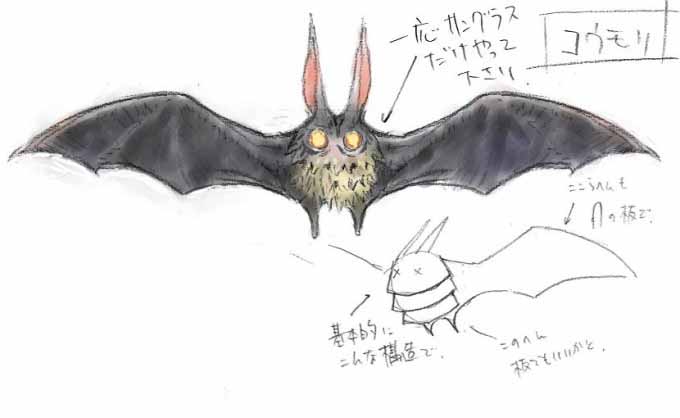 一応サングラス
だけやって
下さい。
コウモリ
ここらへんも
の板で。
基本的に
こんな構造で。
このへん
板でもいいかと。